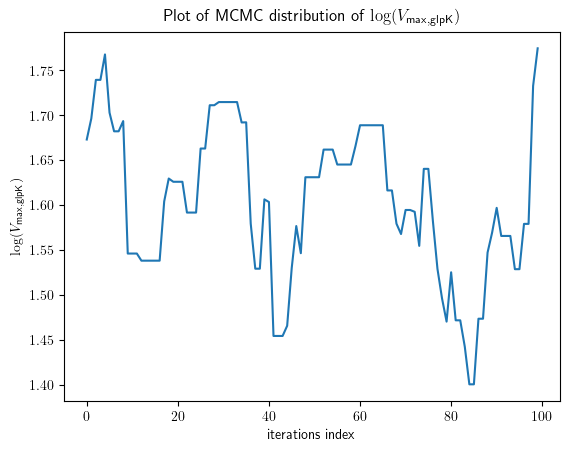 Plot of MCMC distribution of log(V_max,glpK)
log(V_max,glpK)
1.75
1.70
1.65
1.60
1.55
1.50
1.45
1.40
0 20 40 60 80 100
iterations index